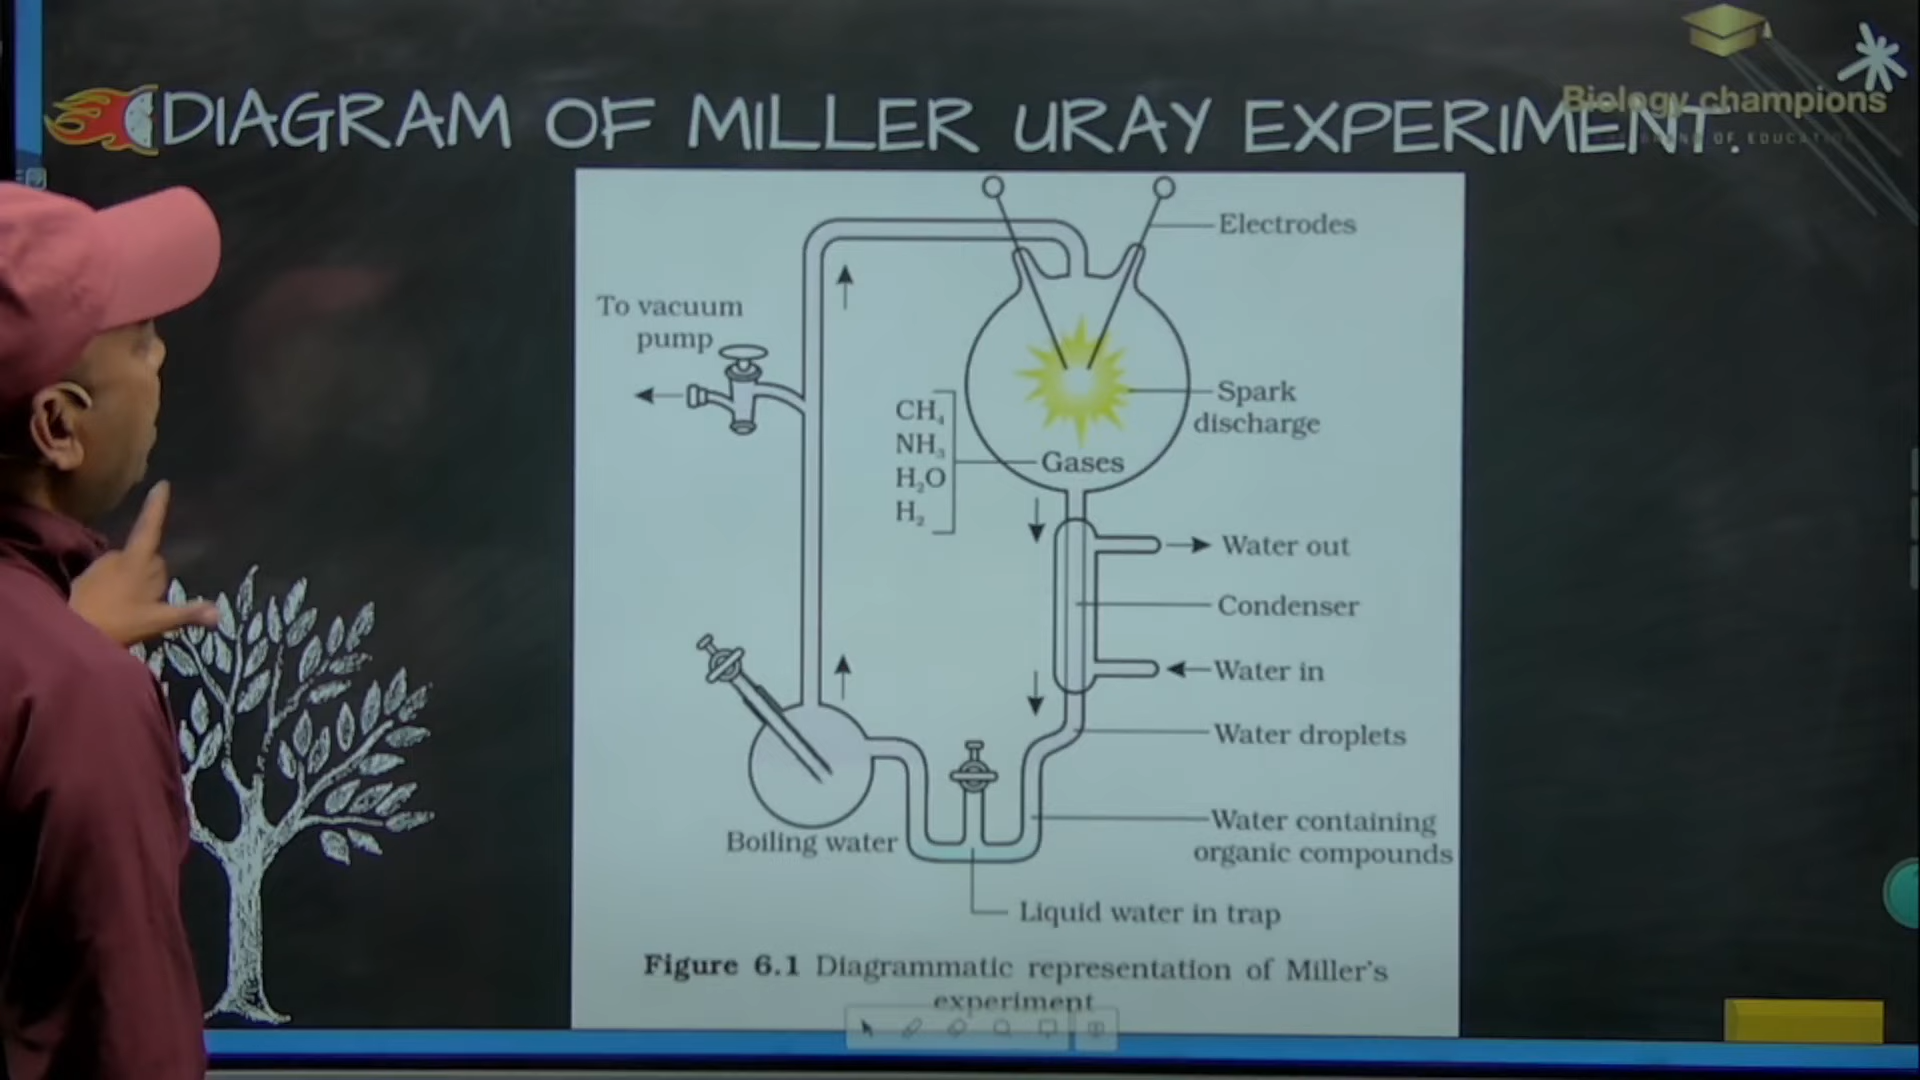 DIAGRAM OF MILLER URAY EXPERIMENT.
Biology champions
Electrodes
To vacuum
pump
Spark
discharge
CH₄
NH₃
H₂O
H₂
Gases
Water out
Condenser
Water in
Water droplets
Water containing
organic compounds
Boiling water
Liquid water in trap
Figure 6.1 Diagrammatic representation of Miller's
experiment